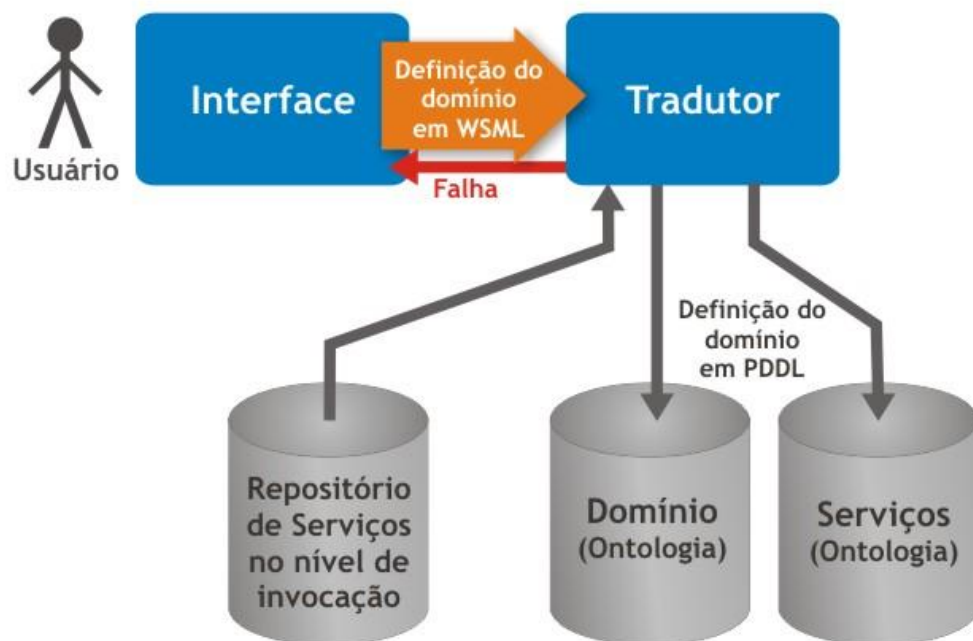 Usuário
Interface
Definição do
domínio
em WSML
Tradutor
Falha
Definição do
domínio
em PDDL
Repositório
de Serviços
no nível de
invocação
Domínio
(Ontologia)
Serviços
(Ontologia)